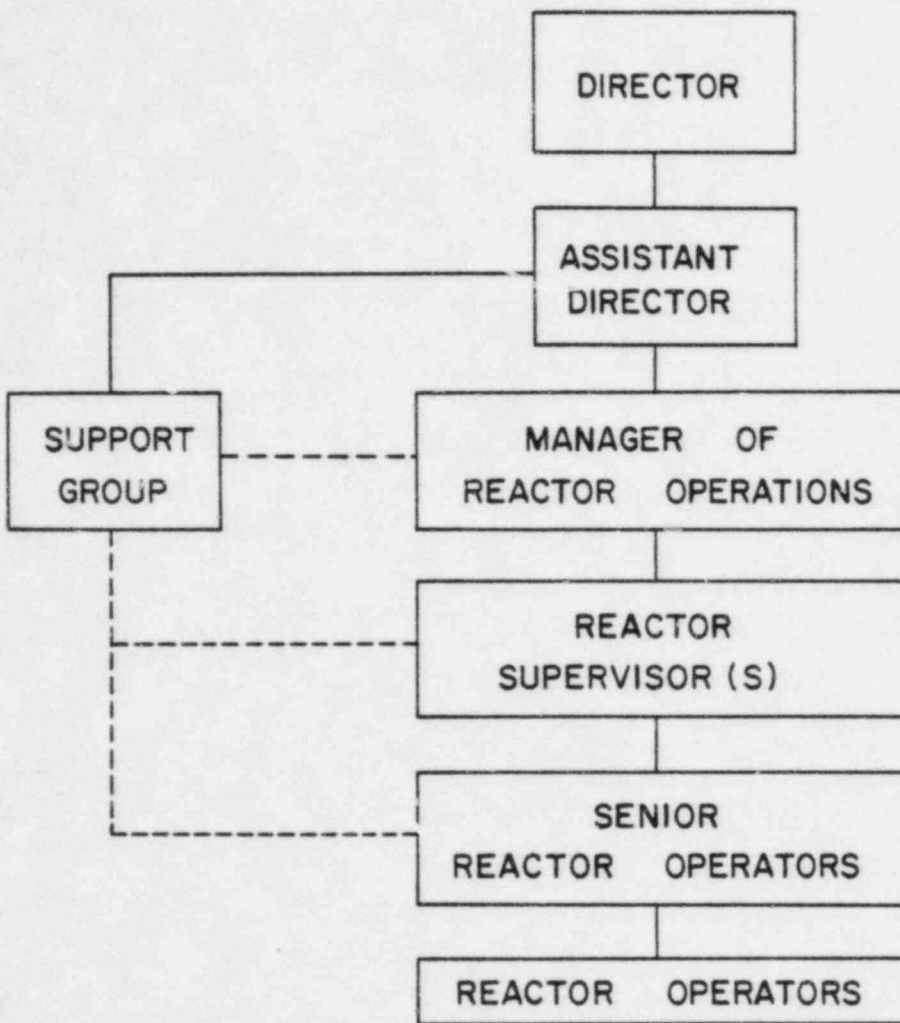 DIRECTOR
ASSISTANT
DIRECTOR
SUPPORT
GROUP
MANAGER OF
REACTOR OPERATIONS
REACTOR
SUPERVISOR (S)
SENIOR
REACTOR OPERATORS
REACTOR OPERATORS